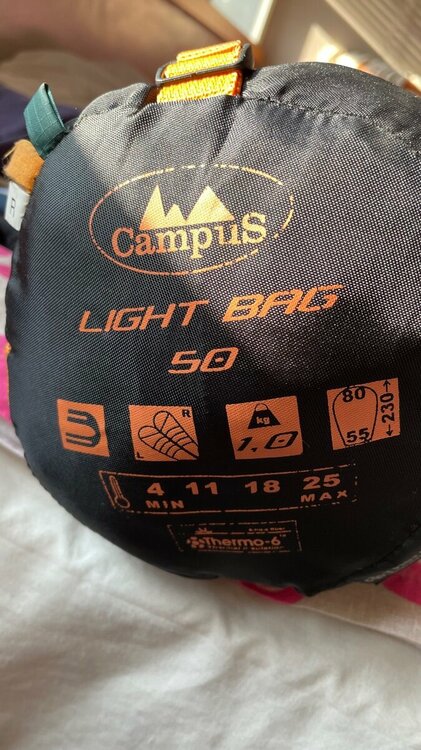 CampuS
LIGHT BAG
50
L R
kg
1,0
80
55
230
4 11 18 25
MIN MAX
Thermo-6